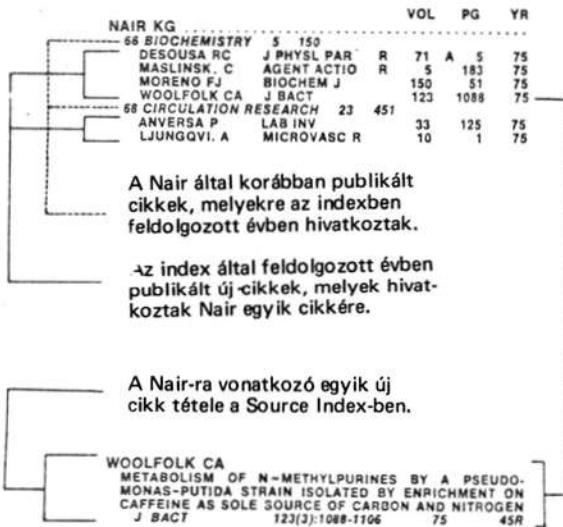 VOL PG YR
NAIR KG
66 BIOCHEMISTRY 5 150
DESOUSA RC J PHYSL PAR R 71 A 5 75
MASLINSK. C AGENT ACTIO R 5 183 75
MORENO FJ BIOCHEM J 150 51 75
WOOLFOLK CA J BACT 123 1088 75
68 CIRCULATION RESEARCH 23 451
ANVERSA P LAB INV 33 125 75
LJUNGQVI. A MICROVASC R 10 1 75
A Nair által korábban publikált
cikkek, melyekre az indexben
feldolgozott évben hivatkoztak.
Az index által feldolgozott évben
publikált új cikkek, melyek hivat-
koztak Nair egyik cikkére.
A Nair-ra vonatkozó egyik új
cikk tétele a Source Index-ben.
WOOLFOLK CA
METABOLISM OF N-METHYLPURINES BY A PSEUDO-
MONAS-PUTIDA STRAIN ISOLATED BY ENRICHMENT ON
CAFFEINE AS SOLE SOURCE OF CARBON AND NITROGEN
J BACT 123(3):1088-1106 75 45R